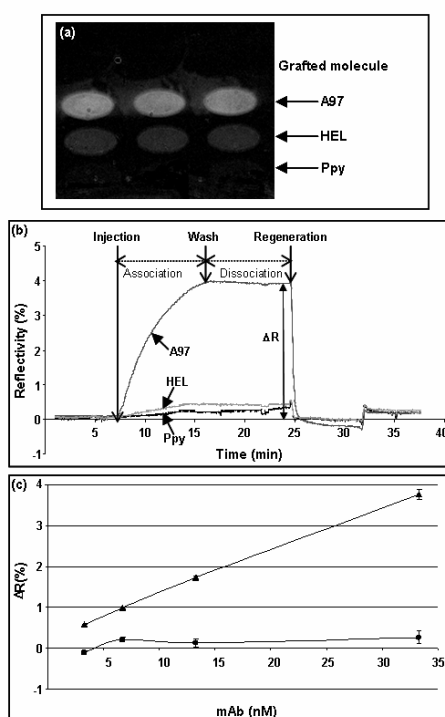 (a)
Grafted molecule
A97
HEL
Ppy
(b)
Injection Wash Regeneration
Association Dissociation
Reflectivity (%)
5
4
3
2
1
0
-1
A97
HEL
Ppy
ΔR
5 10 15 20 25 30 35 40
Time (min)
(c)
ΔR(%)
4
3
2
1
0
-1
0 5 10 15 20 25 30 35
mAb (nM)